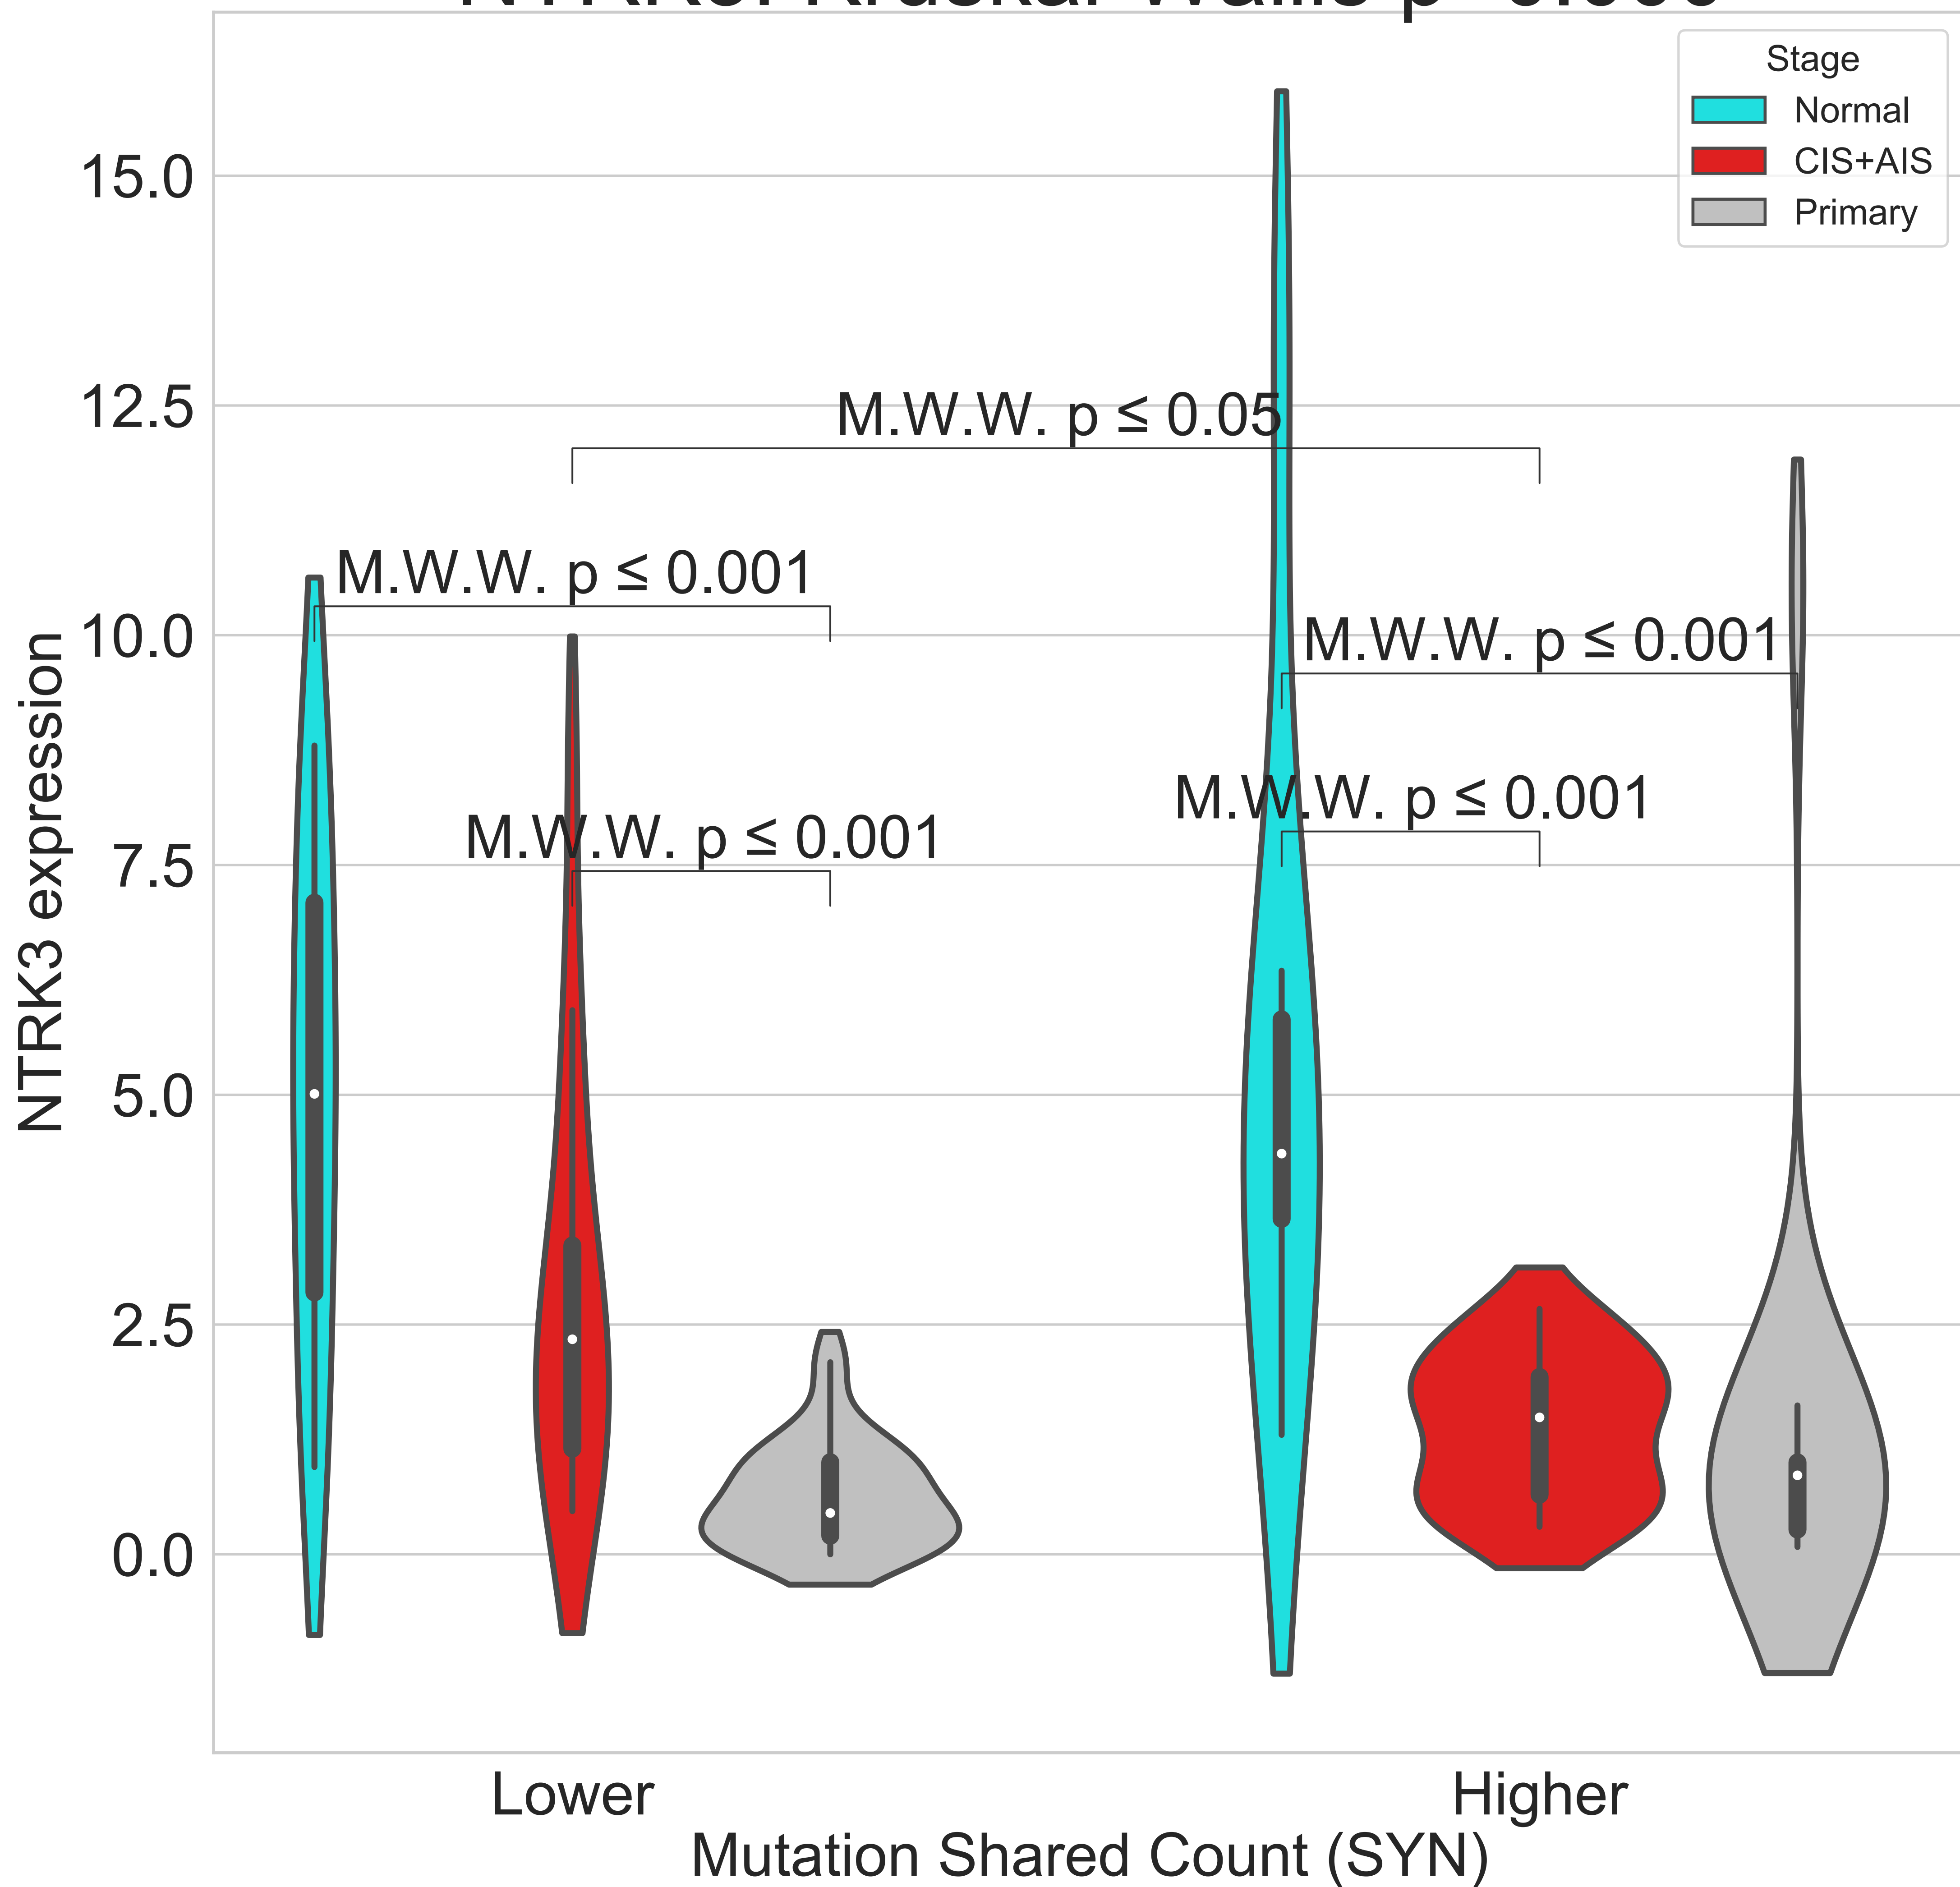 Stage
Normal
CIS+AIS
Primary
15.0
12.5
10.0
7.5
5.0
2.5
0.0
NTRK3 expression
M.W.W. p ≤ 0.05
M.W.W. p ≤ 0.001
M.W.W. p ≤ 0.001
M.W.W. p ≤ 0.001
M.W.W. p ≤ 0.001
Lower
Higher
Mutation Shared Count (SYN)